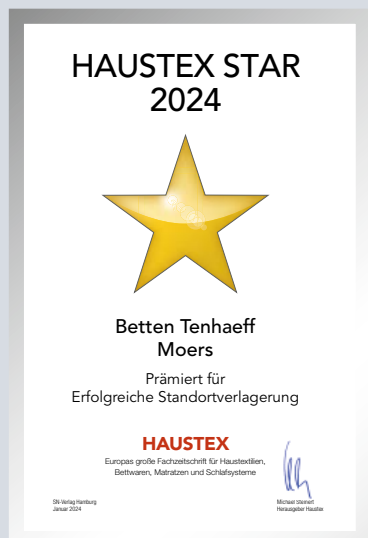 HAUSTEX STAR
2024
Betten Tenhaeff
Moers
Prämiert für
Erfolgreiche Standortverlagerung
HAUSTEX
Europas große Fachzeitschrift für Haustextilien,
Bettwaren, Matratzen und Schlafsysteme
SN-Verlag Hamburg
Januar 2024
Michael Steinert
Herausgeber Haustex